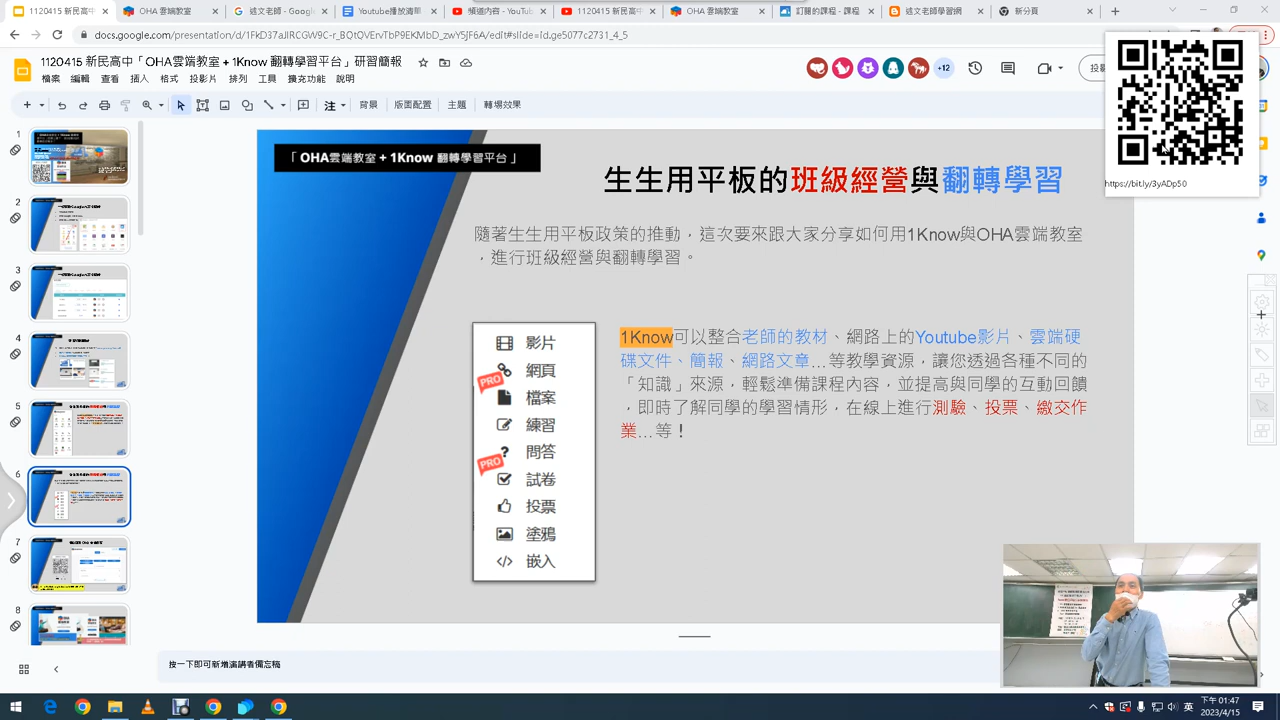 1120415 新民高中
OHA 雲端教室
述文老師 - Google
Youtube播放清單
頻道內容 - YouTub
1120415 新民高中
OHA 雲端教室
訂閱的課程 - 課程
述文老師學習網
新分頁
1120415 新民高中「OHA雲端教室 + 1Know 翻轉學習平台」研習簡報
檔案 編輯 查看 插入 格式 排列 工具 擴充功能 說明
+12
注
背景
版面配置
主題
轉場效果
https://bit.ly/3yADp50
1
2
3
6
7
8
「 OHA雲端教室 + 1Know 翻轉學習平台 」
生生用平板的班級經營與翻轉學習
隨著生生用平板政策的推動，這次要來跟大家分享如何用1Know與OHA雲端教室
，進行班級經營與翻轉學習。
影片
網頁
PRO
檔案
練習
問答
PRO
試卷
投票
塗鴉
嵌入
1Know可以整合老師的教材、網路上的Youtube影片、雲端硬
碟文件、簡報、網路文章...等教學資源，讓您透過各種不同的
「知識」來源，輕鬆準備課程內容，並提高與同學的互動回饋
，即時了解同學的學習情形，在線上進行測驗、投票、繳交作
業...等！
按一下即可新增演講者備忘稿
英
下午 01:47
2023/4/15